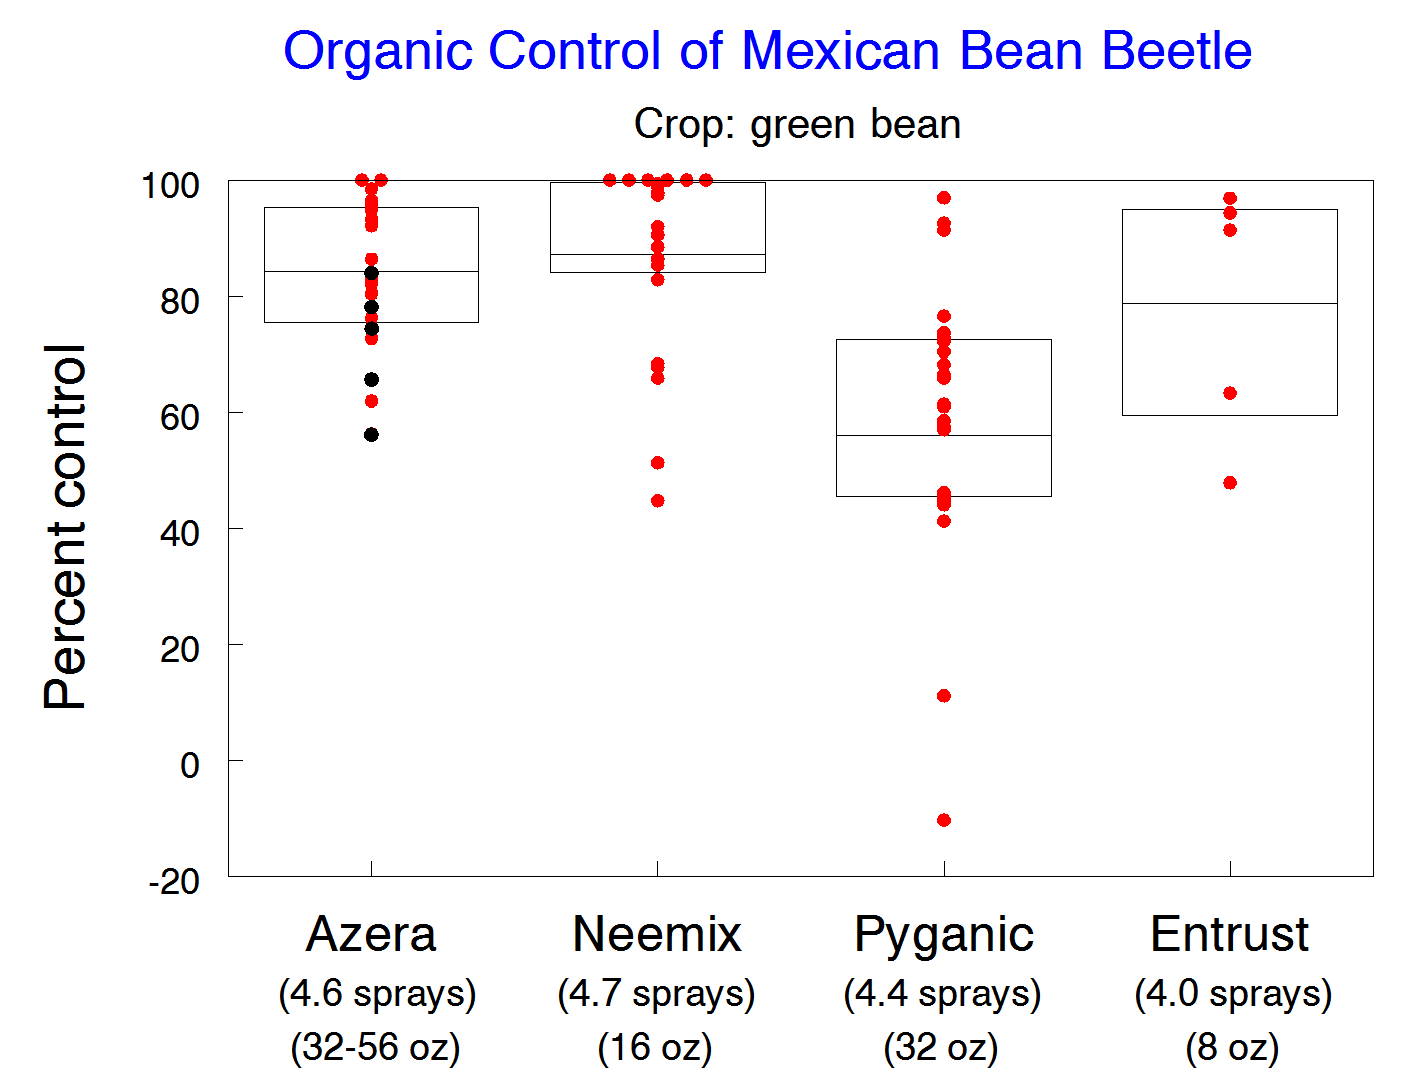 Organic Control of Mexican Bean Beetle
Crop: green bean
Percent control
100
80
60
40
20
0
-20
Azera Neemix Pyganic Entrust
(4.6 sprays) (4.7 sprays) (4.4 sprays) (4.0 sprays)
(32-56 oz) (16 oz) (32 oz) (8 oz)